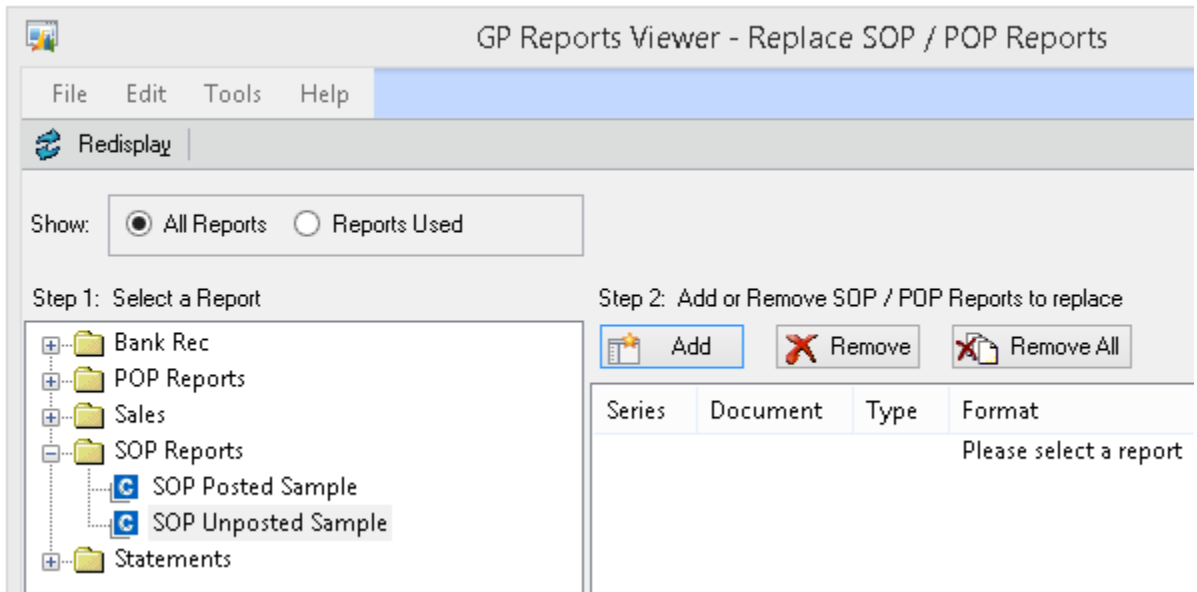 GP Reports Viewer - Replace SOP / POP Reports
File Edit Tools Help
Redisplay
Show: All Reports Reports Used
Step 1: Select a Report
Step 2: Add or Remove SOP / POP Reports to replace
Add Remove Remove All
Bank Rec
POP Reports
Sales
SOP Reports
C SOP Posted Sample
C SOP Unposted Sample
Statements
Series Document Type Format
Please select a report